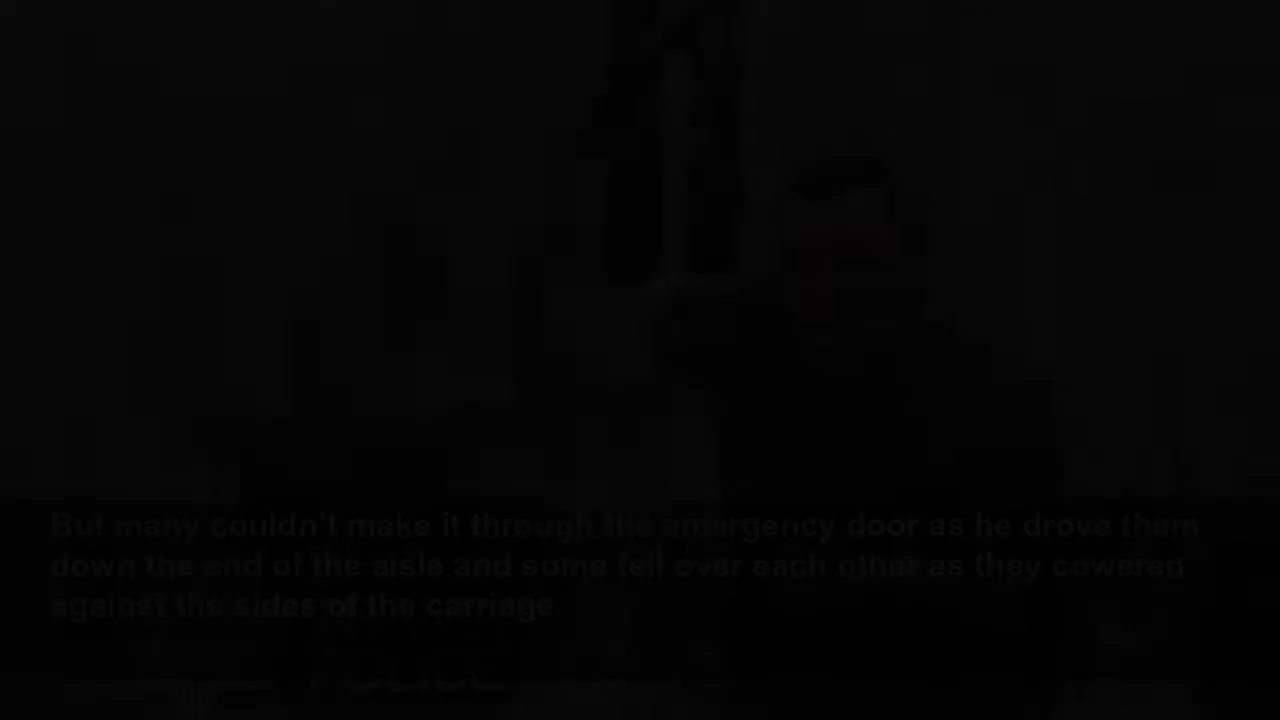 But many couldn't make it through the emergency door as he drove them
down the end of the aisle and some fell over each other as they cowered
against the sides of the carriage.